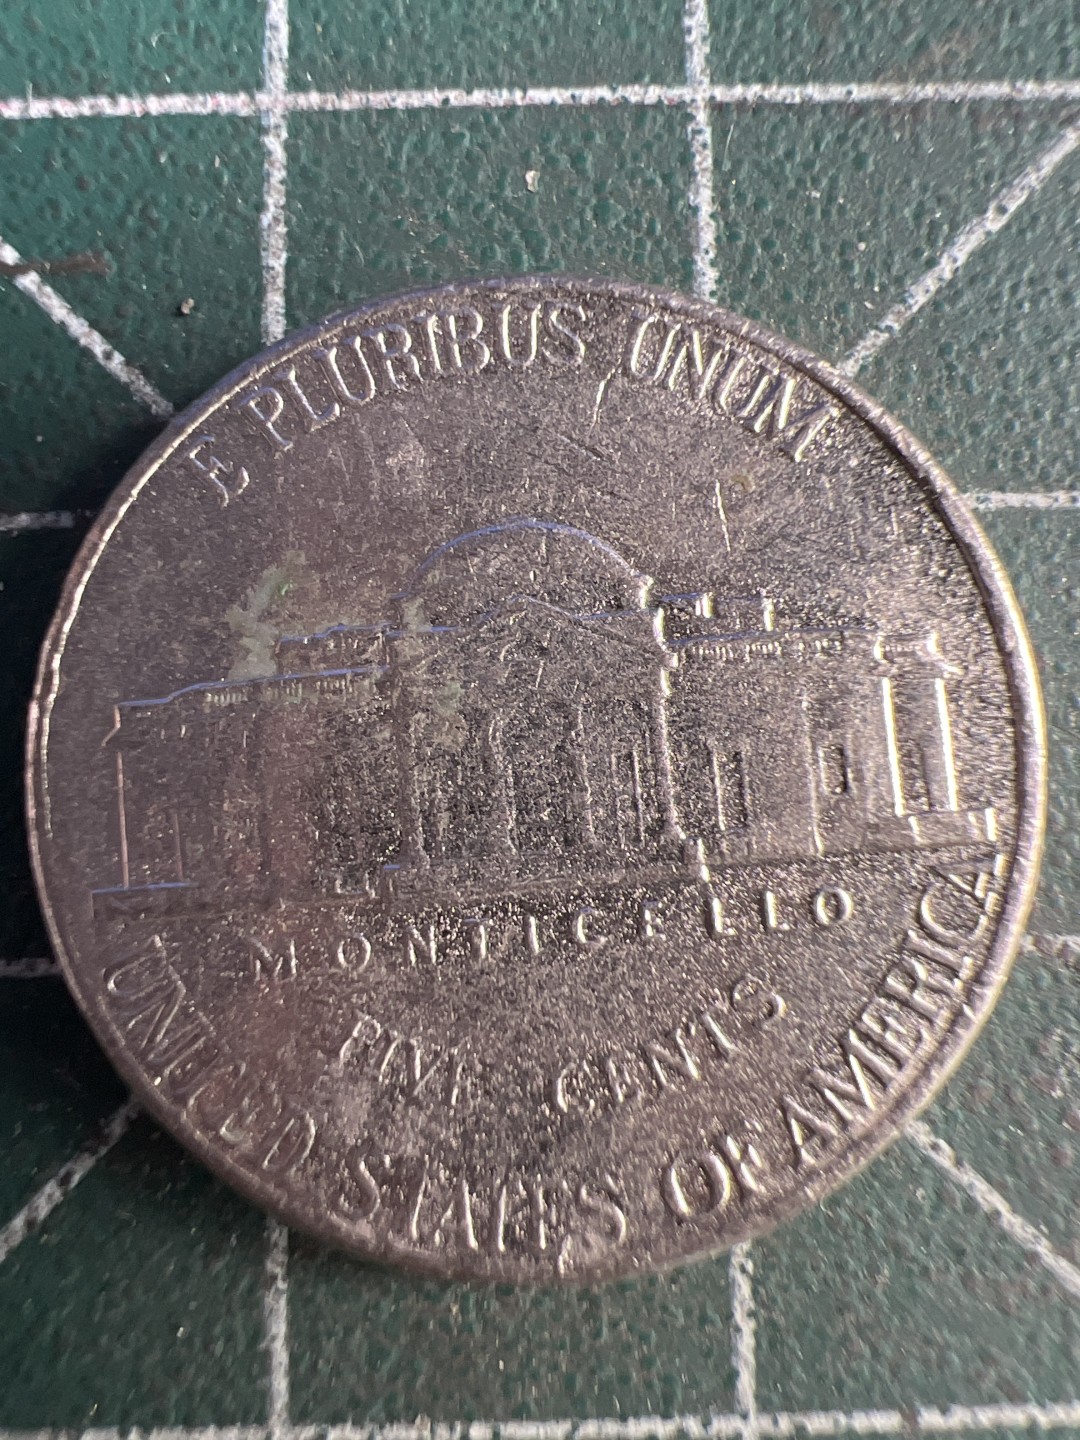 E PLURIBUS UNUM
MONTICELLO
FIVE CENTS
UNITED STATES OF AMERICA